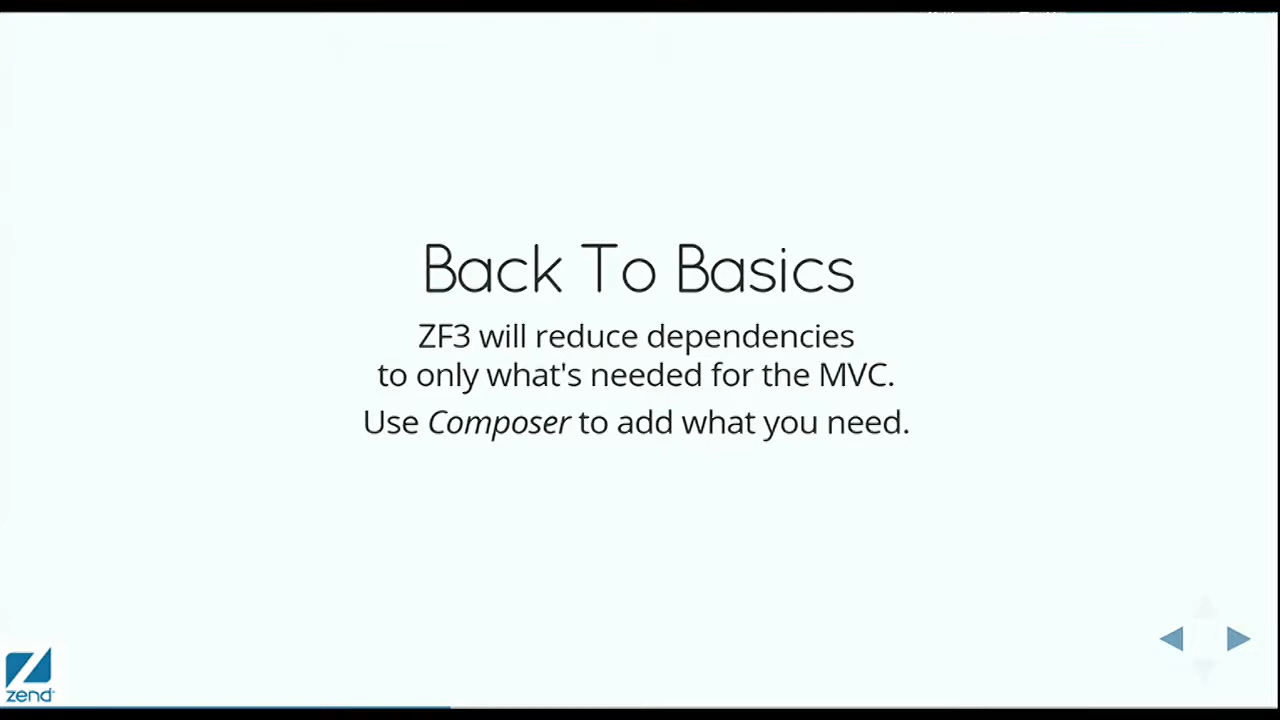 Back To Basics
ZF3 will reduce dependencies
to only what's needed for the MVC.
Use Composer to add what you need.
zend